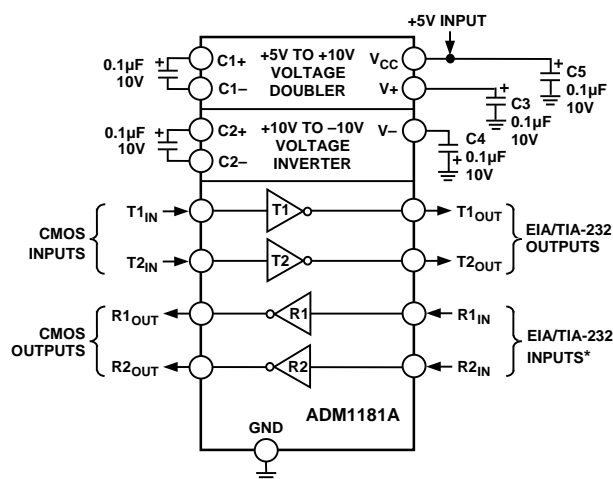 +5V INPUT
0.1µF
10V
C1+
C1–
+5V TO +10V
VOLTAGE
DOUBLER
VCC
V+
C5
0.1µF
10V
C3
0.1µF
10V
0.1µF
10V
C2+
C2–
+10V TO –10V
VOLTAGE
INVERTER
V–
C4
0.1µF
10V
CMOS
INPUTS
T1IN
T1
T1OUT
T2IN
T2
T2OUT
EIA/TIA-232
OUTPUTS
CMOS
OUTPUTS
R1OUT
R1
R1IN
R2OUT
R2
R2IN
EIA/TIA-232
INPUTS*
GND
ADM1181A